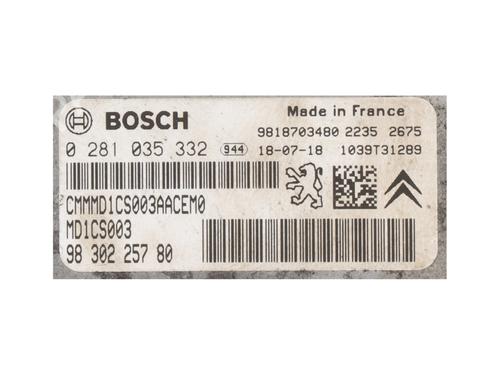 BOSCH
Made in France
9818703480 2235 2675
0 281 035 332 944 18-07-18 1039T31289
CMMMD1CS003AACEM0
MD1CS003
98 302 257 80